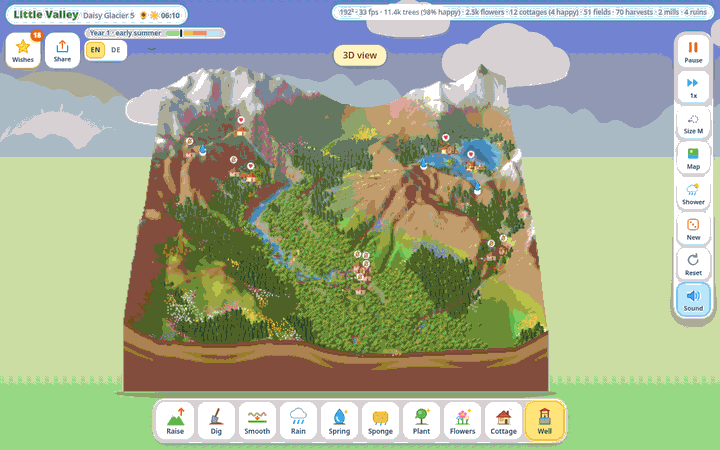 Little Valley Daisy Glacier 5 06:10
192² · 33 fps · 11.4k trees (98% happy) · 2.5k flowers · 12 cottages (4 happy) · 51 fields · 70 harvests · 2 mills · 4 ruins
Year 1 · early summer
18
Wishes
Share
EN
DE
3D view
Pause
1x
Size M
Map
Shower
New
Reset
Sound
Raise
Dig
Smooth
Rain
Spring
Sponge
Plant
Flowers
Cottage
Well